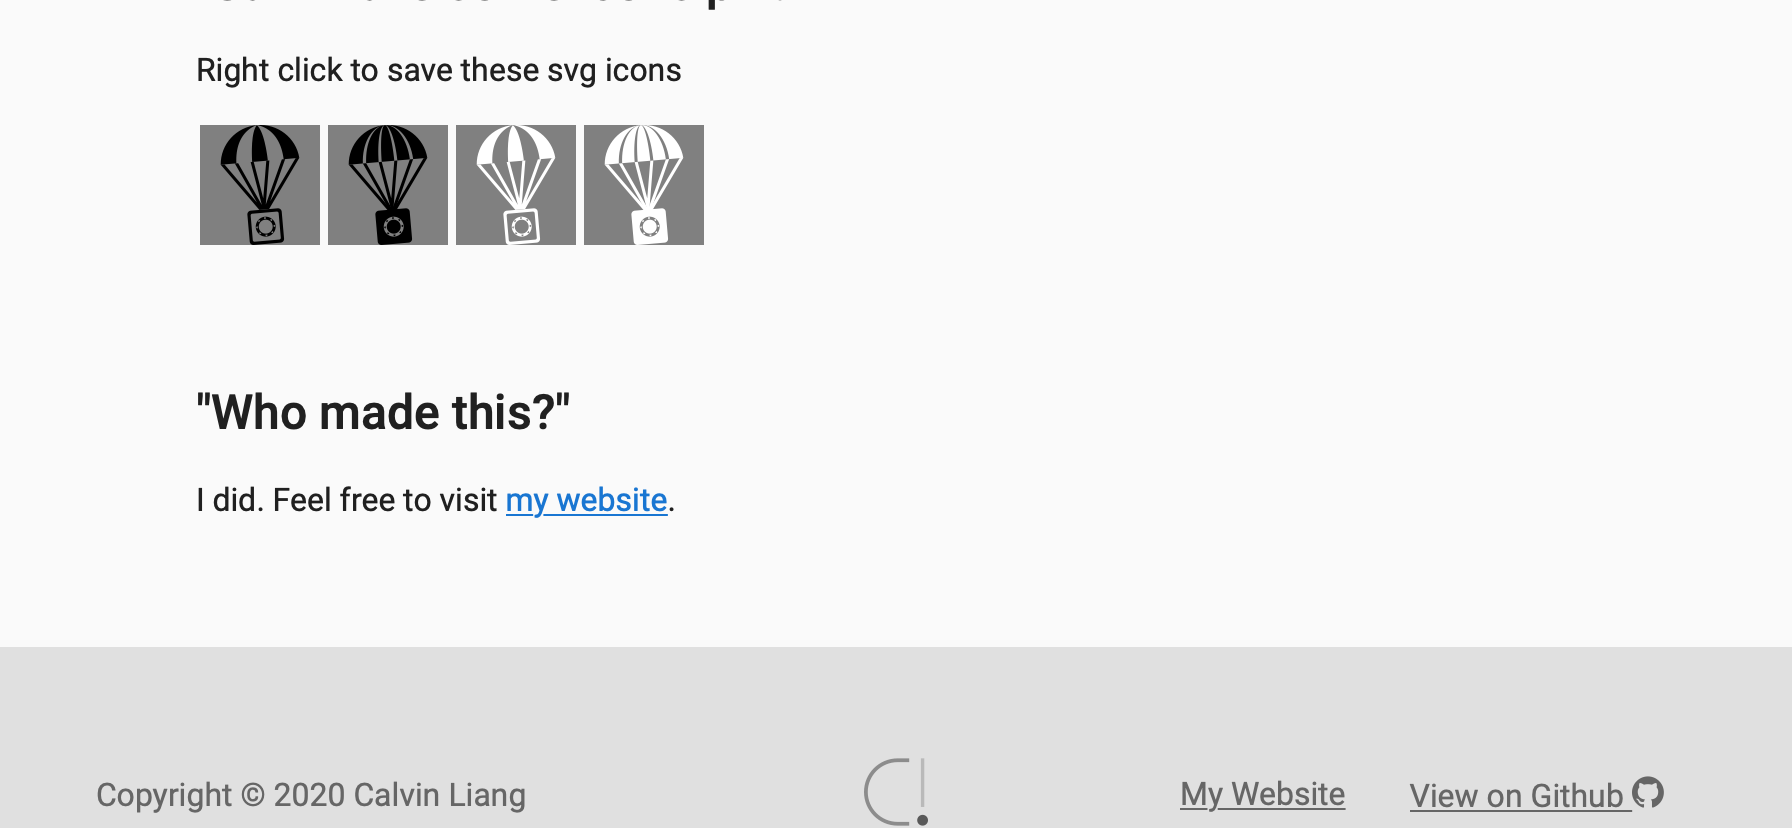 Right click to save these svg icons
"Who made this?"
I did. Feel free to visit my website.
Copyright © 2020 Calvin Liang
My Website
View on Github